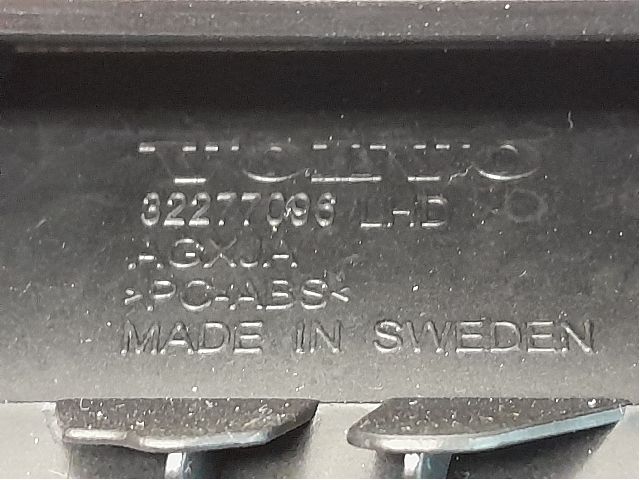 VOLVO
32277096 LHD
AGXJA
>PC-ABS<
MADE IN SWEDEN